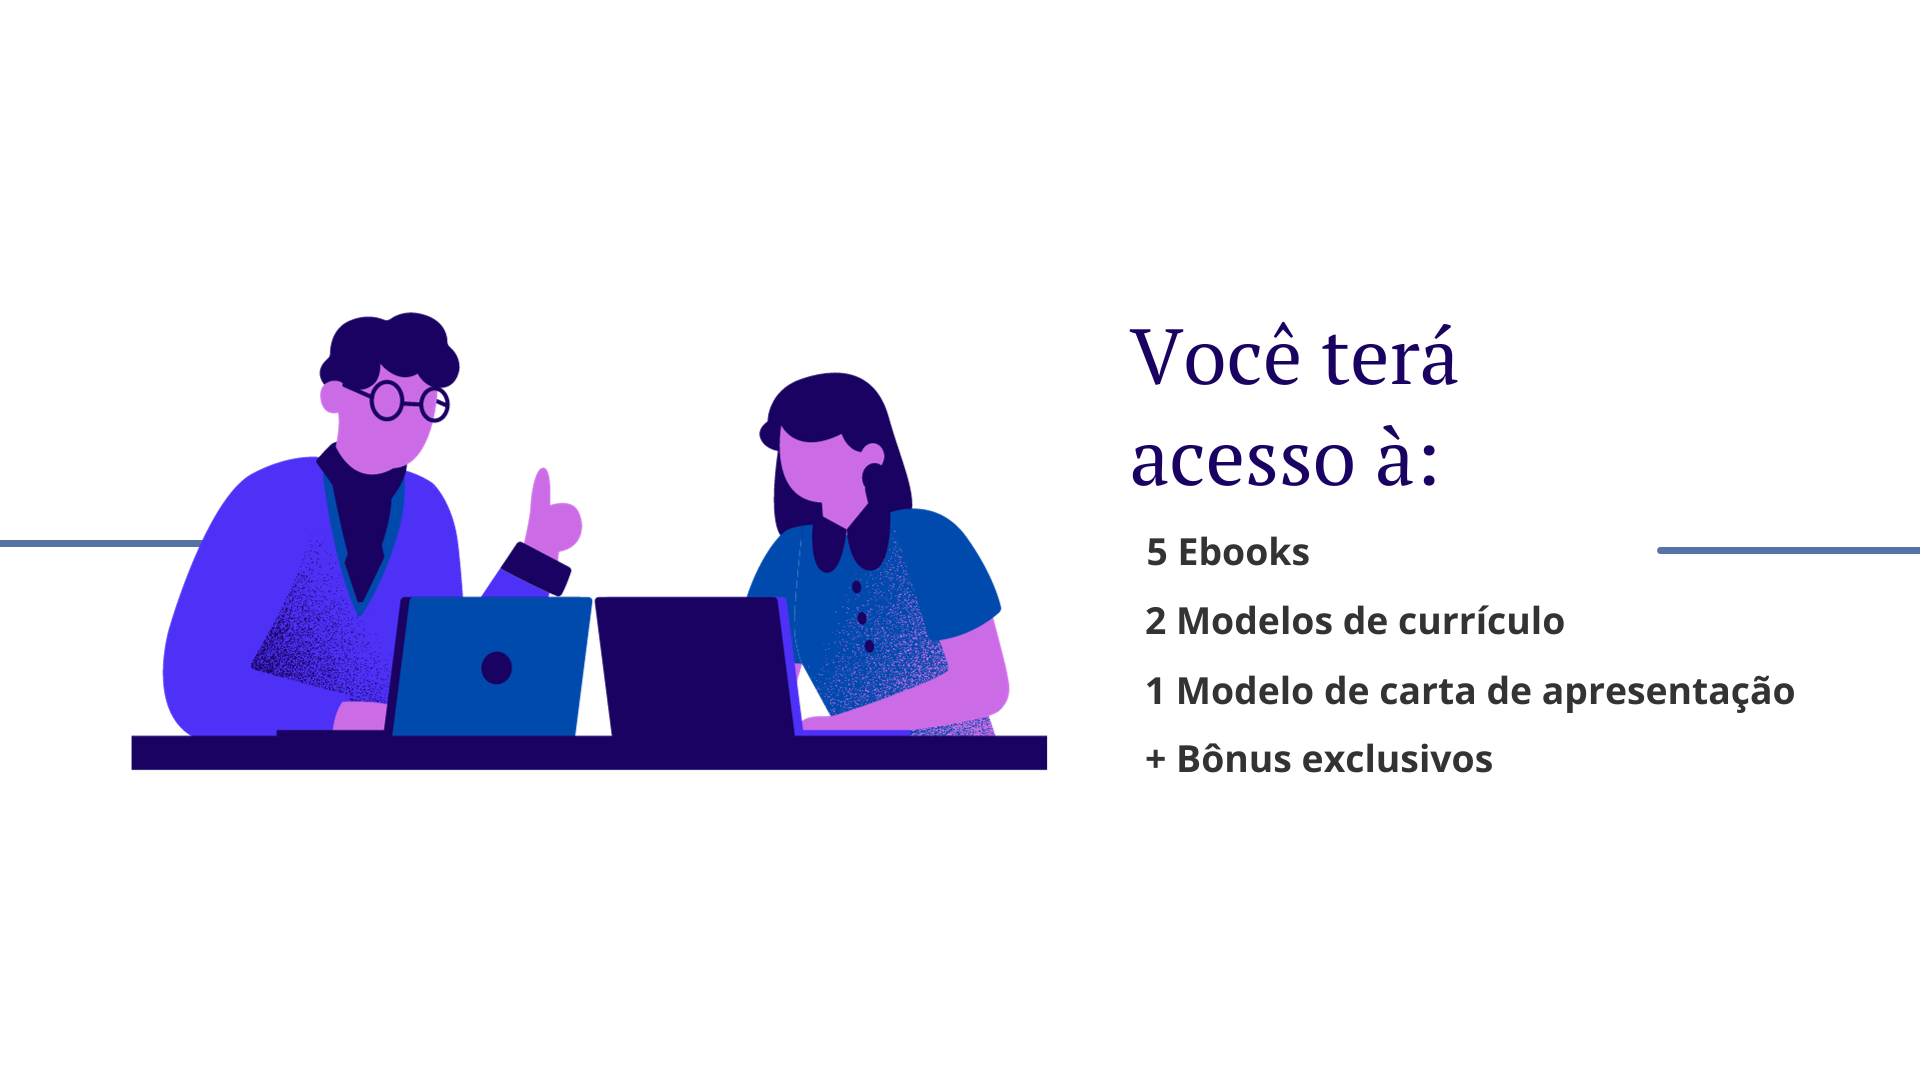 Você terá
acesso à:
5 Ebooks
2 Modelos de currículo
1 Modelo de carta de apresentação
+ Bônus exclusivos